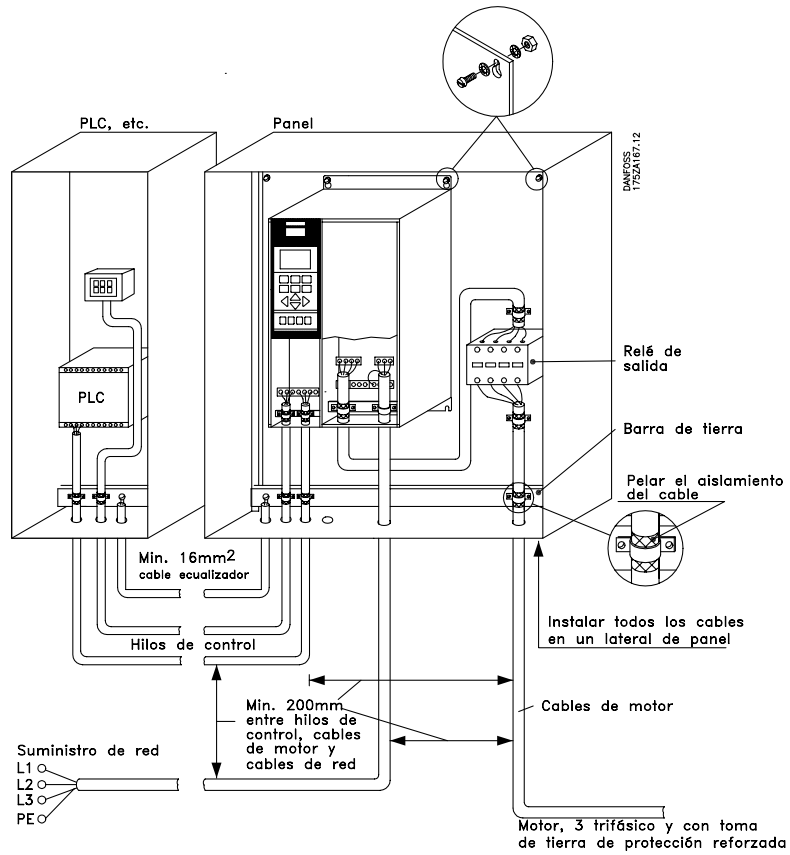 PLC, etc.
Panel
DANFOSS
175ZA167.12
PLC
Relé de
salida
Barra de tierra
Pelar el aislamiento
del cable
Min. 16mm2
cable ecualizador
Hilos de control
Instalar todos los cables
en un lateral de panel
Min. 200mm
entre hilos de
control, cables
de motor y
cables de red
Cables de motor
Suministro de red
L1
L2
L3
PE
Motor, 3 trifásico y con toma
de tierra de protección reforzada